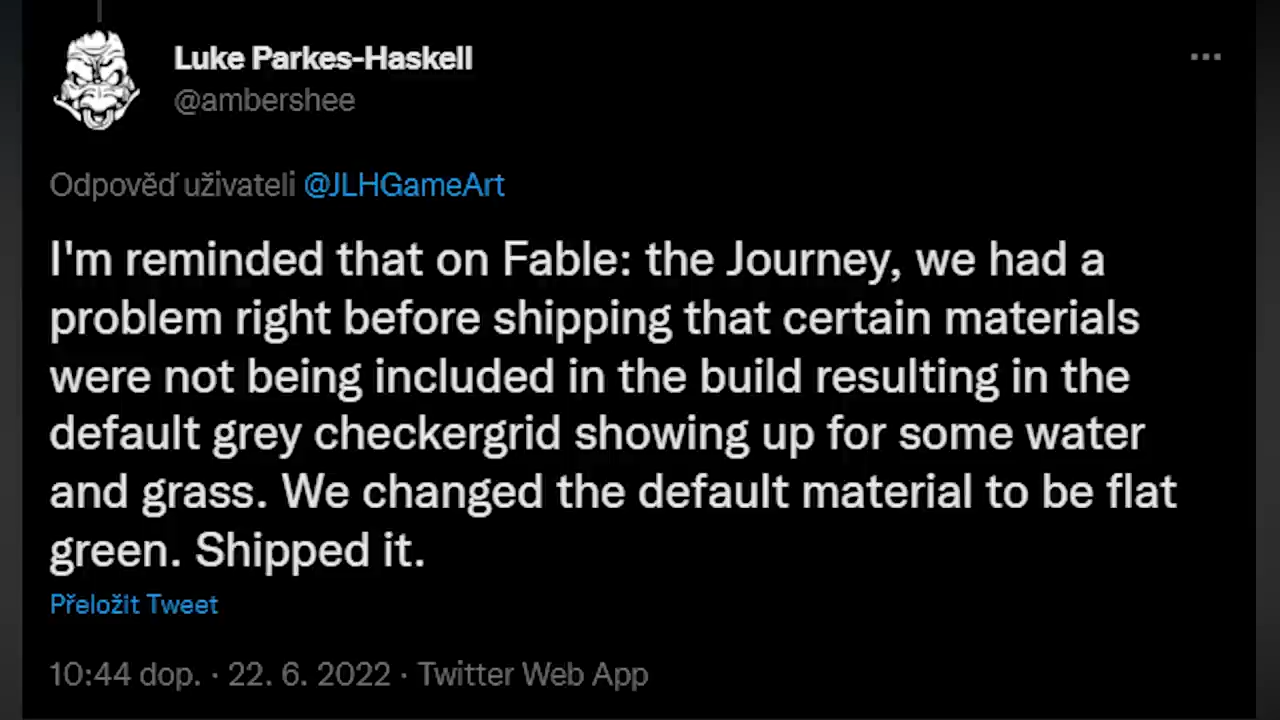 Luke Parkes-Haskell
@ambershee
Odpověď uživateli @JLHGameArt
I'm reminded that on Fable: the Journey, we had a
problem right before shipping that certain materials
were not being included in the build resulting in the
default grey checkergrid showing up for some water
and grass. We changed the default material to be flat
green. Shipped it.
Přeložit Tweet
10:44 dop. · 22. 6. 2022 · Twitter Web App